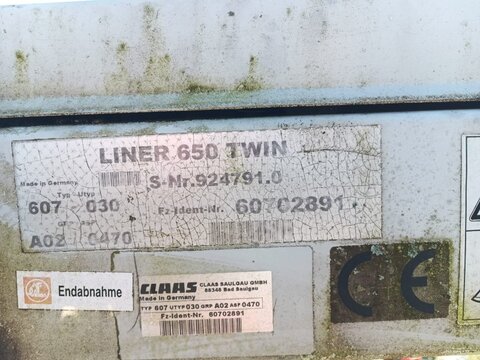 LINER 650 TWIN
Made in Germany
S-Nr.924791.0
Typ Utyp
607 030
Fz-Ident-Nr. 60702891
A02 0470
Endabnahme
CLAAS
CLAAS SAULGAU GMBH
88348 Bad Saulgau
Made in Germany
TYP 607 UTYP 030 GRP A02 ASP 0470
Fz-Ident-Nr. 60702891
CE